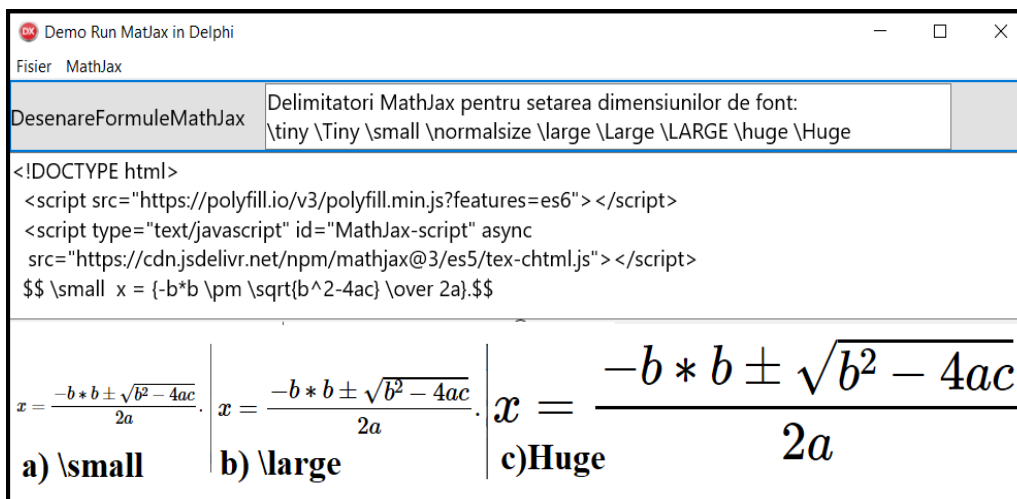 Demo Run MatJax in Delphi
Fisier MathJax
DesenareFormuleMathJax
Delimitatori MathJax pentru setarea dimensiunilor de font:
\tiny \Tiny \small \normalsize \large \Large \LARGE \huge \Huge
<!DOCTYPE html>
<script src="https://polyfill.io/v3/polyfill.min.js?features=es6"></script>
<script type="text/javascript" id="MathJax-script" async
src="https://cdn.jsdelivr.net/npm/mathjax@3/es5/tex-chtml.js"></script>
$$ \small x = {-b*b \pm \sqrt{b^2-4ac} \over 2a}.$$
x = (−b ∗ b ± √(b² − 4ac)) / 2a.
a) \small
x = (−b ∗ b ± √(b² − 4ac)) / 2a.
b) \large
x = (−b ∗ b ± √(b² − 4ac)) / 2a
c)Huge